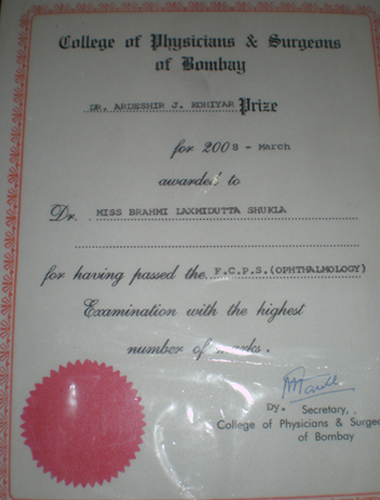 College of Physicians & Surgeons
of Bombay
DR. ARDESHIR J. KOHIYAR Prize
for 2008 - March
awarded to
Dr. MISS BRAHMI LAXMIDUTTA SHUKLA
for having passed the F.C.P.S.(OPHTHALMOLOGY)
Examination with the highest
number of marks.
Dy. Secretary,
College of Physicians & Surgeo
of Bombay